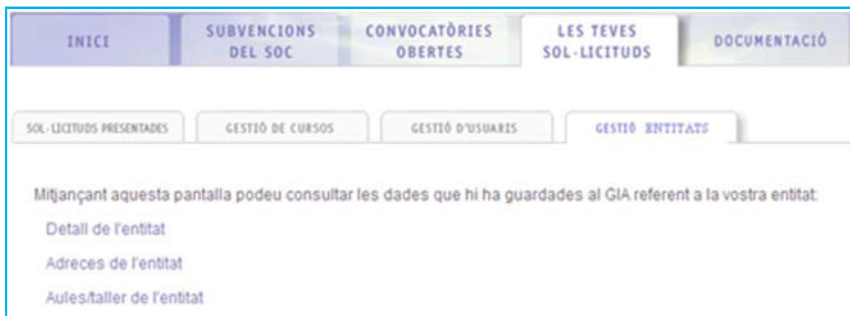 INICI
SUBVENCIONS
DEL SOC
CONVOCATÒRIES
OBERTES
LES TEVES
SOL·LICITUDS
DOCUMENTACIÓ
SOL·LICITUDS PRESENTADES
GESTIÓ DE CURSOS
GESTIÓ D'USUARIS
GESTIÓ ENTITATS
Mitjançant aquesta pantalla podeu consultar les dades que hi ha guardades al GIA referent a la vostra entitat:
Detall de l'entitat
Adreces de l'entitat
Aules/taller de l'entitat